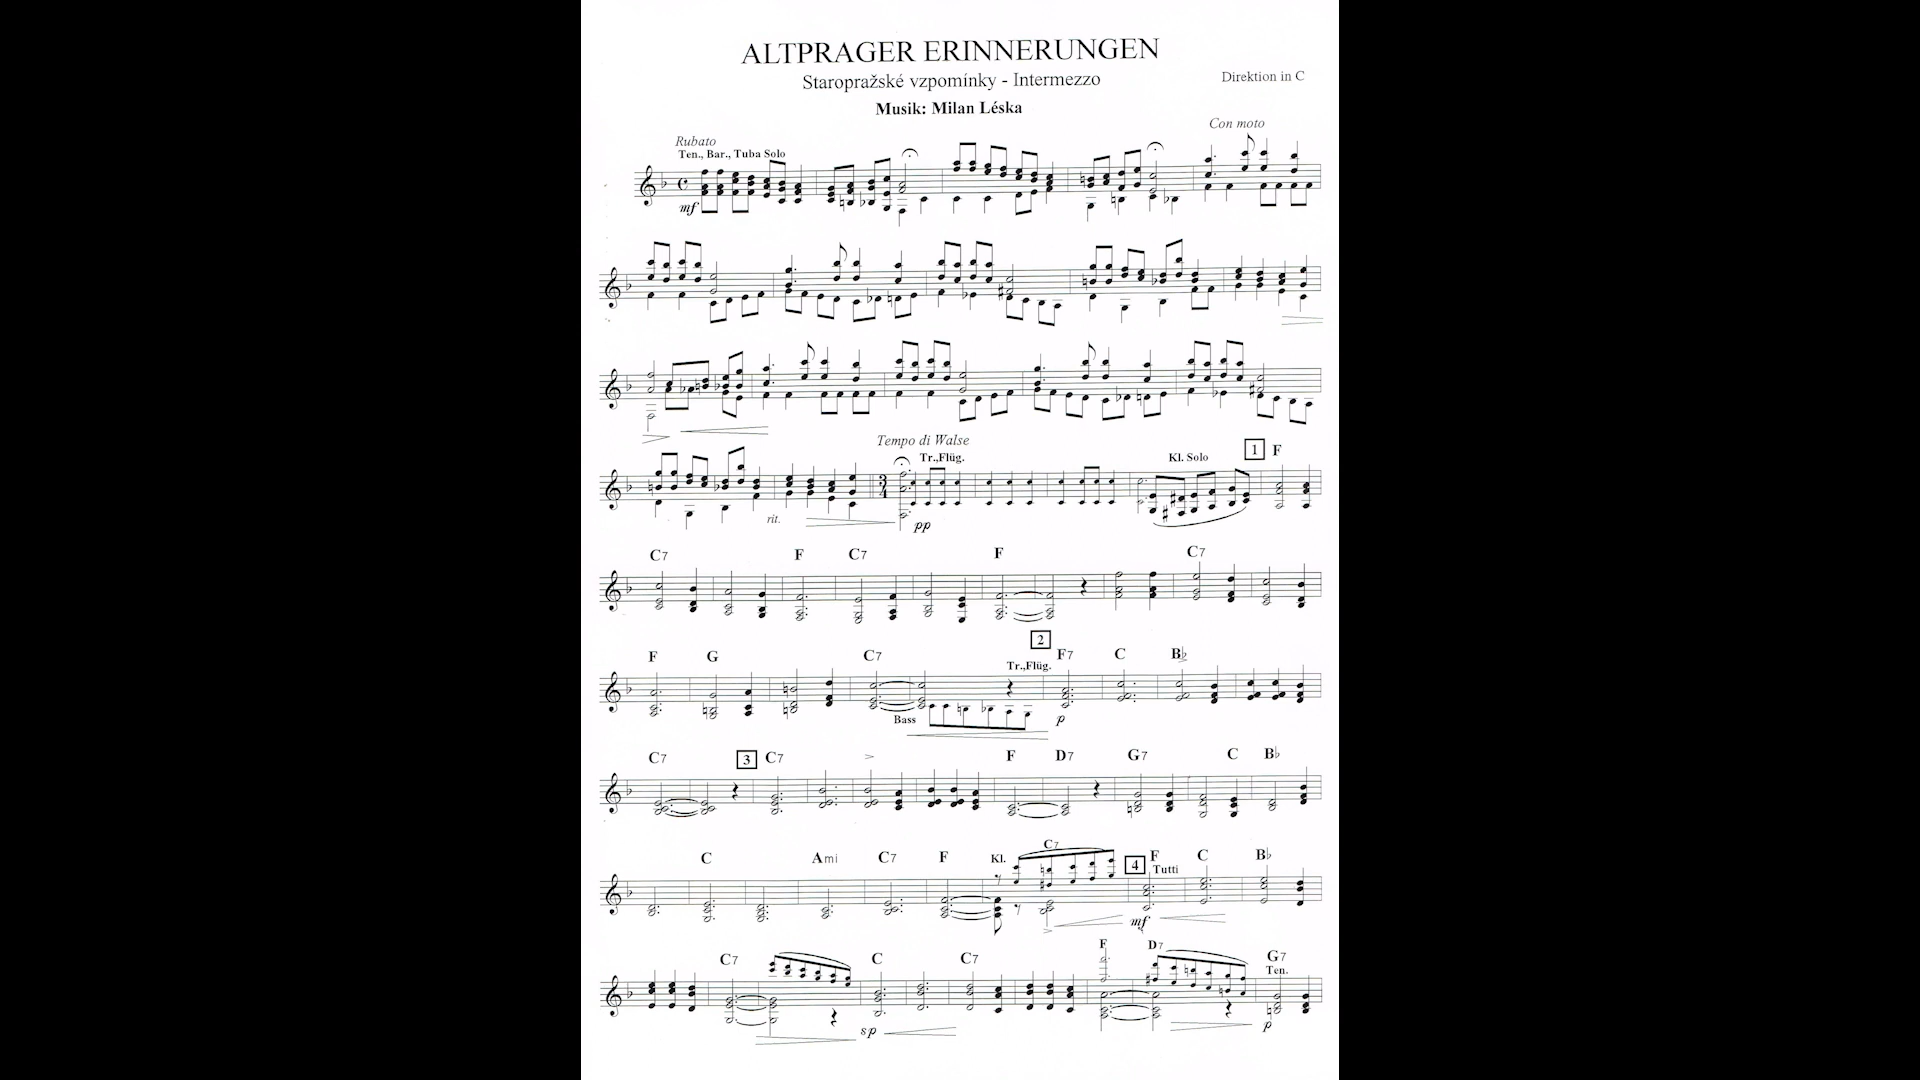 ALTPRAGER ERINNERUNGEN
Staropražské vzpomínky - Intermezzo
Direktion in C
Musik: Milan Léska
Con moto
Rubato
Ten., Bar., Tuba Solo
mf
Tempo di Walse
Tr.,Flüg.
Kl. Solo
1 F
rit.
pp
C7 F C7 F C7
2
F G C7 Tr.,Flüg. F7 C B♭
Bass
p
C7 3 C7 F D7 G7 C B♭
C Ami C7 F Kl. C7 4 F C B♭
Tutti
mf
C7 C C7 F D7 G7
Ten.
sp
p